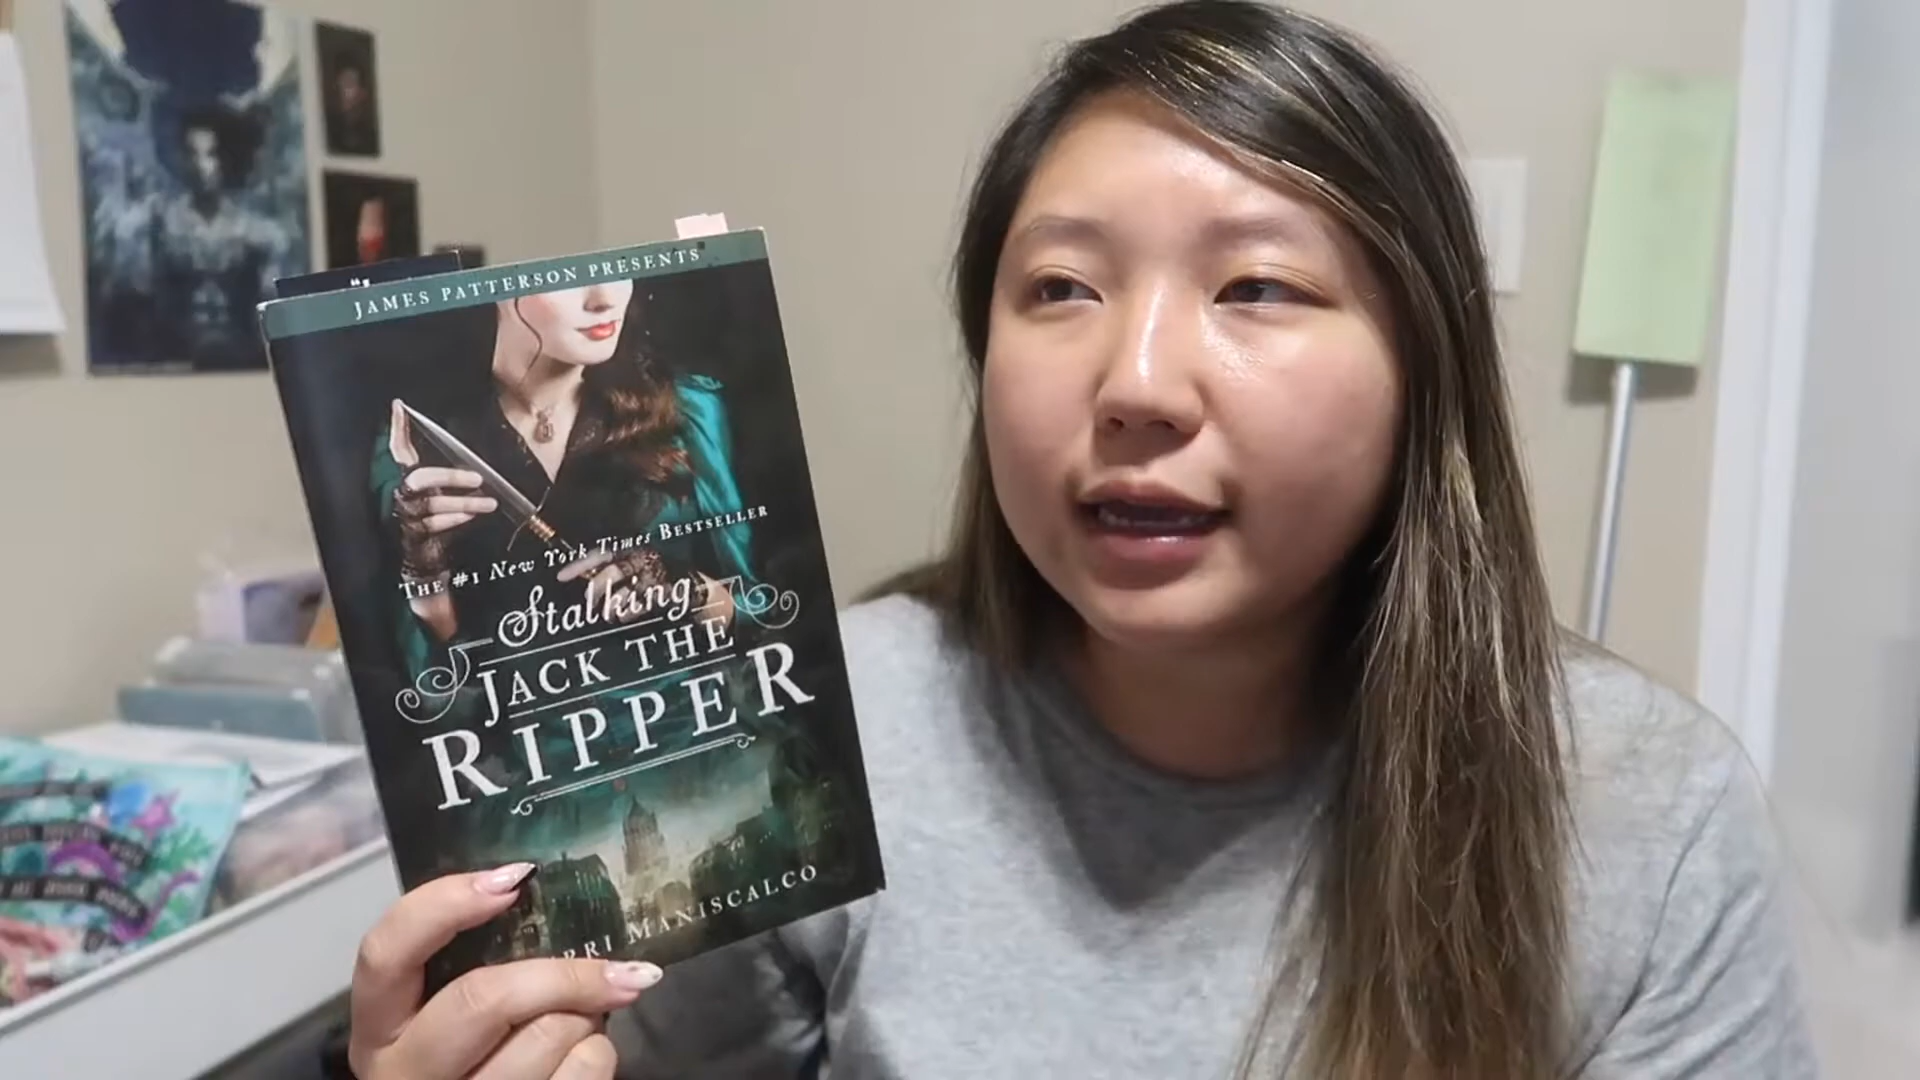 JAMES PATTERSON PRESENTS
THE #1 New York Times BESTSELLER
Stalking
JACK THE
RIPPER
MANISCALCO